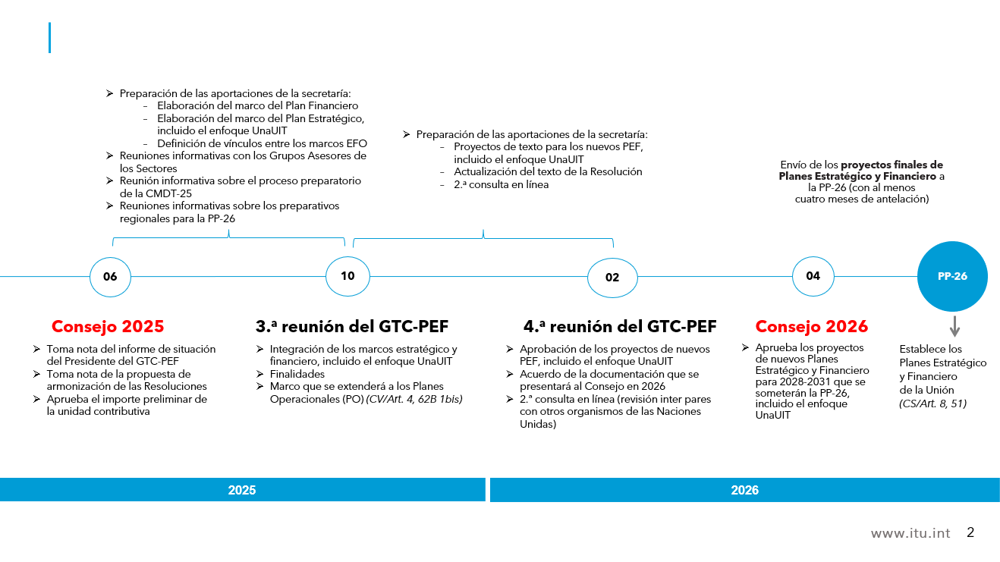 ➢ Preparación de las aportaciones de la secretaría:
– Elaboración del marco del Plan Financiero
– Elaboración del marco del Plan Estratégico,
incluido el enfoque UnaUIT
– Definición de vínculos entre los marcos EFO
➢ Reuniones informativas con los Grupos Asesores de
los Sectores
➢ Reunión informativa sobre el proceso preparatorio
de la CMDT-25
➢ Reuniones informativas sobre los preparativos
regionales para la PP-26
➢ Preparación de las aportaciones de la secretaría:
– Proyectos de texto para los nuevos PEF,
incluido el enfoque UnaUIT
– Actualización del texto de la Resolución
– 2.ª consulta en línea
Envío de los proyectos finales de
Planes Estratégico y Financiero a
la PP-26 (con al menos
cuatro meses de antelación)
06
10
02
04
PP-26
Consejo 2025
➢ Toma nota del informe de situación
del Presidente del GTC-PEF
➢ Toma nota de la propuesta de
armonización de las Resoluciones
➢ Aprueba el importe preliminar de
la unidad contributiva
3.ª reunión del GTC-PEF
➢ Integración de los marcos estratégico y
financiero, incluido el enfoque UnaUIT
➢ Finalidades
➢ Marco que se extenderá a los Planes
Operacionales (PO) (CV/Art. 4, 62B 1bis)
4.ª reunión del GTC-PEF
➢ Aprobación de los proyectos de nuevos
PEF, incluido el enfoque UnaUIT
➢ Acuerdo de la documentación que se
presentará al Consejo en 2026
➢ 2.ª consulta en línea (revisión inter pares
con otros organismos de las Naciones
Unidas)
Consejo 2026
➢ Aprueba los proyectos
de nuevos Planes
Estratégico y Financiero
para 2028-2031 que se
someterán la PP-26,
incluido el enfoque
UnaUIT
Establece los
Planes Estratégico
y Financiero
de la Unión
(CS/Art. 8, 51)
2025
2026
www.itu.int
2